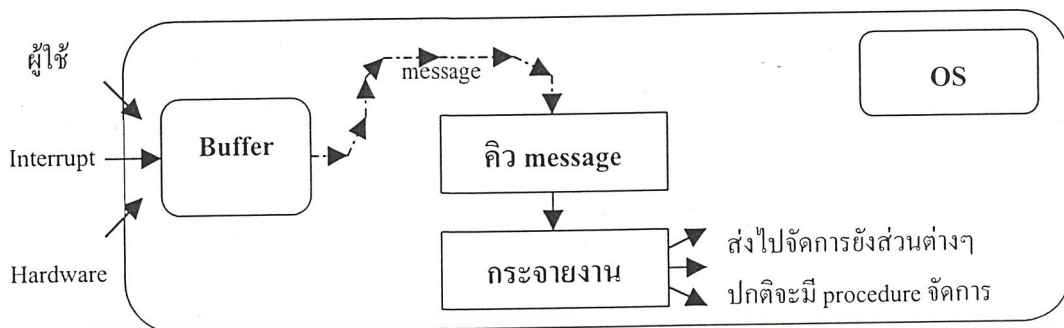 ผู้ใช้
OS
message
Buffer
Interrupt
คิว message
ส่งไปจัดการยังส่วนต่างๆ
กระจายงาน
Hardware
ปกติจะมี procedure จัดการ